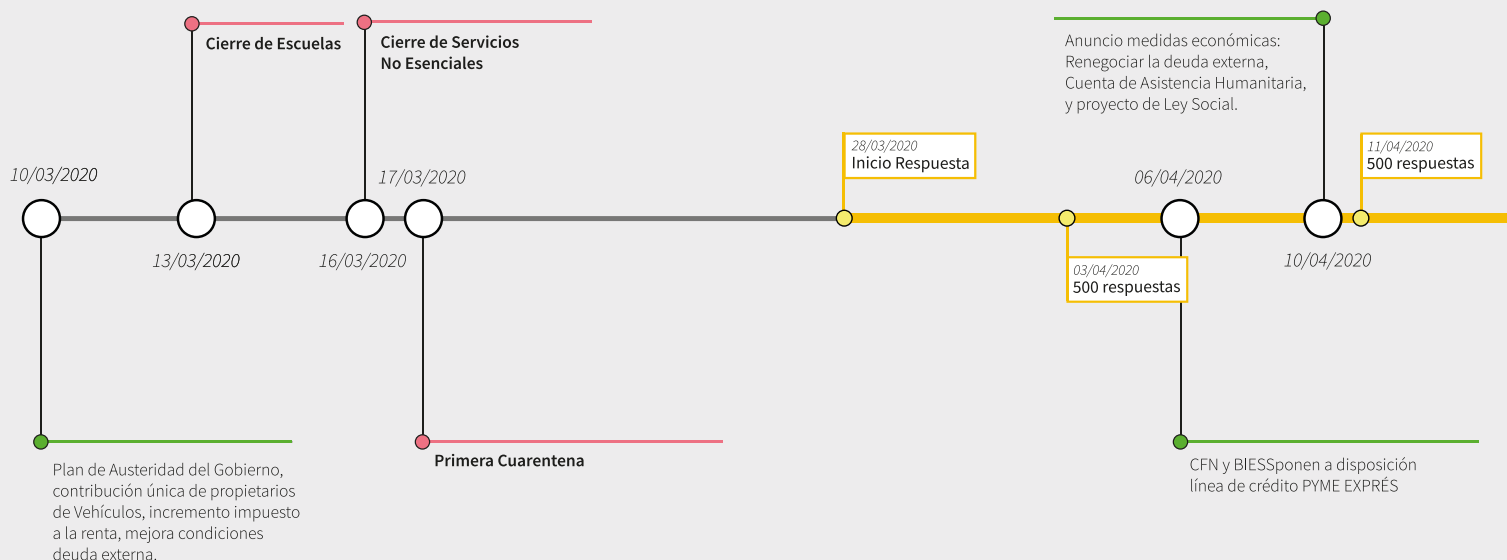 10/03/2020
Plan de Austeridad del Gobierno,
contribución única de propietarios
de Vehículos, incremento impuesto
a la renta, mejora condiciones
deuda externa.
Cierre de Escuelas
13/03/2020
Cierre de Servicios
No Esenciales
16/03/2020
17/03/2020
Primera Cuarentena
28/03/2020
Inicio Respuesta
03/04/2020
500 respuestas
06/04/2020
CFN y BIESSponen a disposición
línea de crédito PYME EXPRÉS
Anuncio medidas económicas:
Renegociar la deuda externa,
Cuenta de Asistencia Humanitaria,
y proyecto de Ley Social.
10/04/2020
11/04/2020
500 respuestas